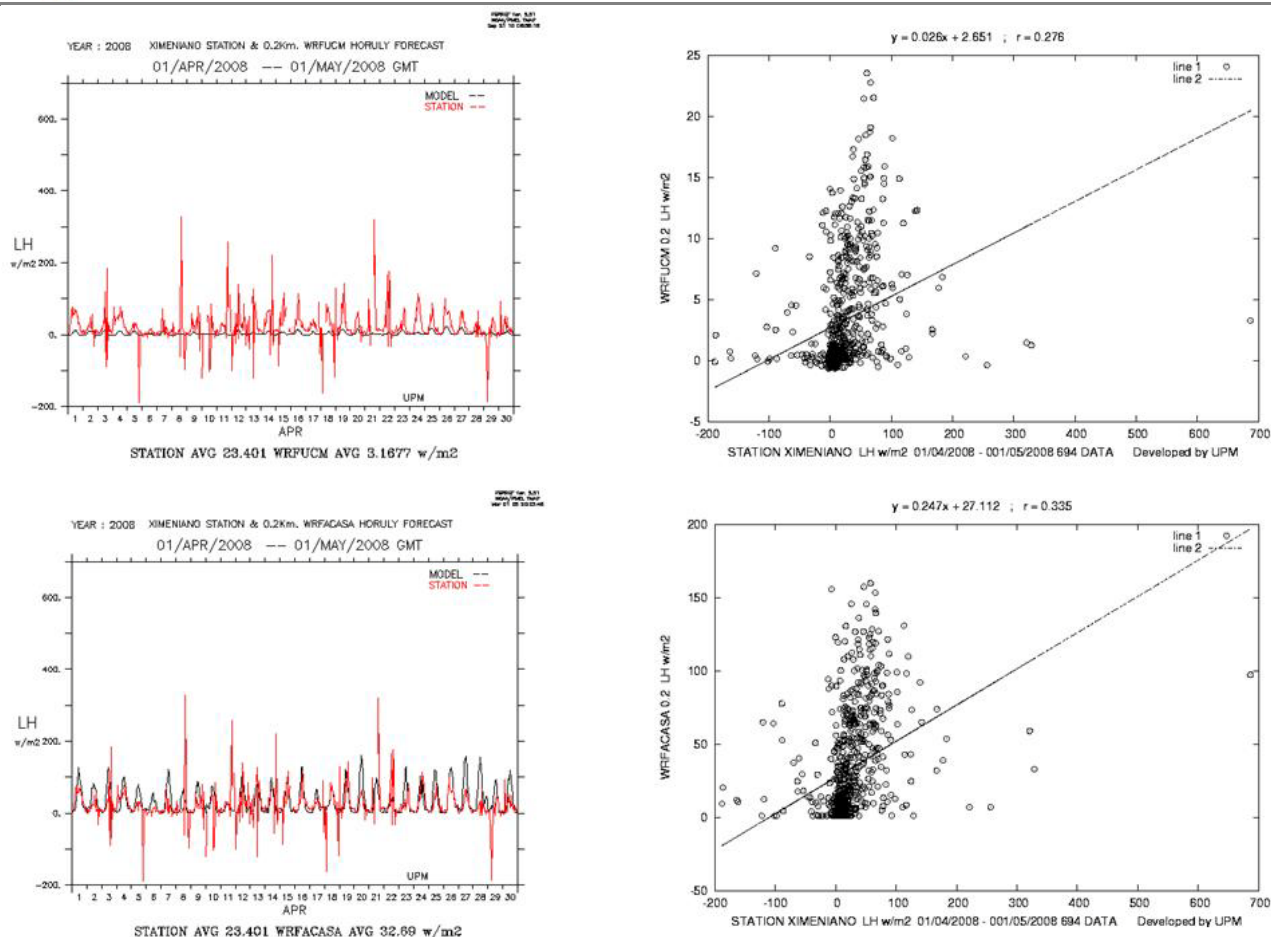 YEAR : 2008 XIMENIANO STATION & 0.2Km. WRFUCM HORULY FORECAST
01/APR/2008 -- 01/MAY/2008 GMT
MODEL
STATION
600.
400.
LH
w/m2 200.
0.
-200.
UPM
1 2 3 4 5 6 7 8 9 10 11 12 13 14 15 16 17 18 19 20 21 22 23 24 25 26 27 28 29 30
APR
STATION AVG 23.401 WRFUCM AVG 3.1677 w/m2
y = 0.026x + 2.651 ; r = 0.276
line 1
line 2
25
20
15
10
5
0
-5
WRFUCM 0.2 LH w/m2
-200 -100 0 100 200 300 400 500 600 700
STATION XIMENIANO LH w/m2 01/04/2008 - 001/05/2008 694 DATA Developed by UPM
YEAR : 2008 XIMENIANO STATION & 0.2Km. WRFACASA HORULY FORECAST
01/APR/2008 -- 01/MAY/2008 GMT
MODEL
STATION
600.
400.
LH
w/m2 200.
0.
-200.
UPM
1 2 3 4 5 6 7 8 9 10 11 12 13 14 15 16 17 18 19 20 21 22 23 24 25 26 27 28 29 30
APR
STATION AVG 23.401 WRFACASA AVG 32.69 w/m2
y = 0.247x + 27.112 ; r = 0.335
line 1
line 2
200
150
100
50
0
-50
WRFACASA 0.2 LH w/m2
-200 -100 0 100 200 300 400 500 600 700
STATION XIMENIANO LH w/m2 01/04/2008 - 001/05/2008 694 DATA Developed by UPM